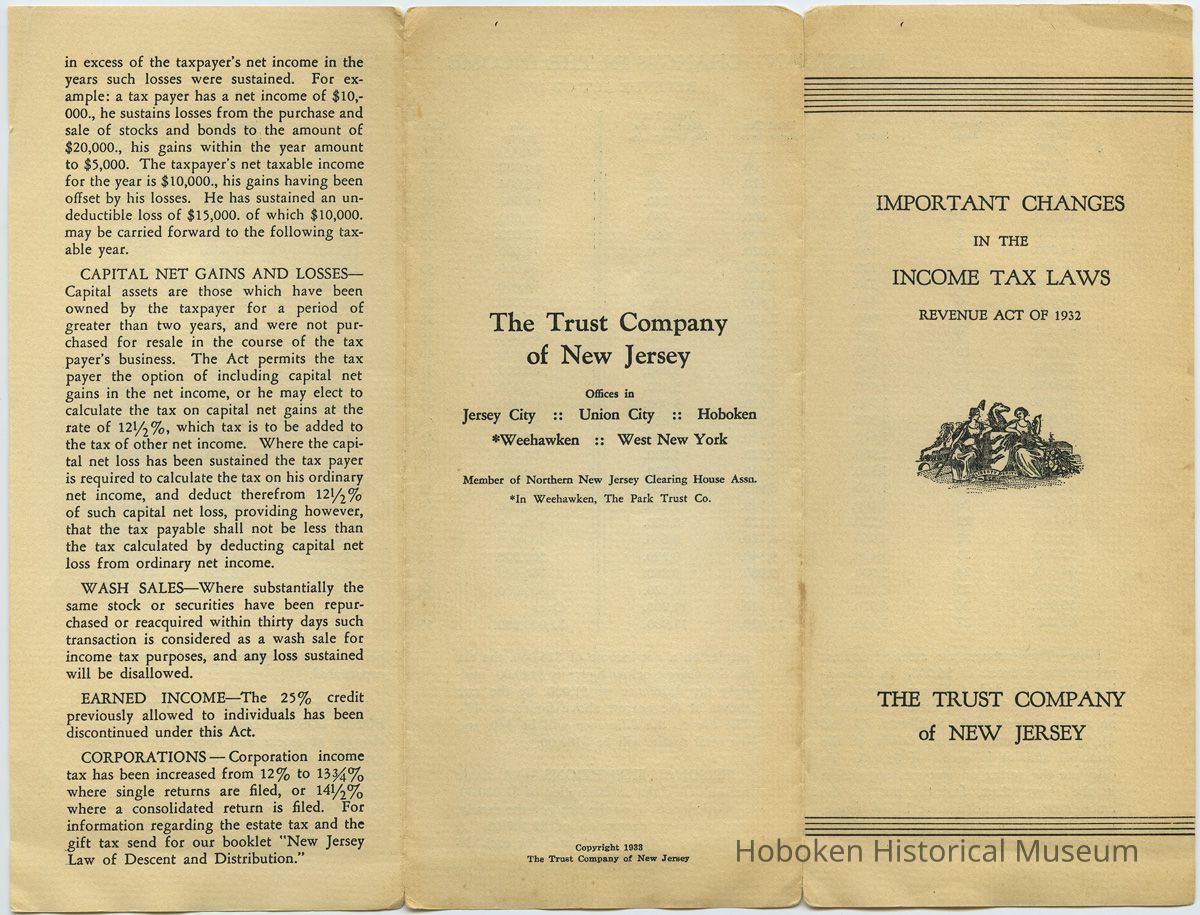 in excess of the taxpayer's net income in the
years such losses were sustained. For ex-
ample: a tax payer has a net income of $10,-
000., he sustains losses from the purchase and
sale of stocks and bonds to the amount of
$20,000., his gains within the year amount
to $5,000. The taxpayer's net taxable income
for the year is $10,000., his gains having been
offset by his losses. He has sustained an un-
deductible loss of $15,000. of which $10,000.
may be carried forward to the following tax-
able year.
CAPITAL NET GAINS AND LOSSES—
Capital assets are those which have been
owned by the taxpayer for a period of
greater than two years, and were not pur-
chased for resale in the course of the tax
payer's business. The Act permits the tax
payer the option of including capital net
gains in the net income, or he may elect to
calculate the tax on capital net gains at the
rate of 12½%, which tax is to be added to
the tax of other net income. Where the capi-
tal net loss has been sustained the tax payer
is required to calculate the tax on his ordinary
net income, and deduct therefrom 12½%
of such capital net loss, providing however,
that the tax payable shall not be less than
the tax calculated by deducting capital net
loss from ordinary net income.
WASH SALES—Where substantially the
same stock or securities have been repur-
chased or reacquired within thirty days such
transaction is considered as a wash sale for
income tax purposes, and any loss sustained
will be disallowed.
EARNED INCOME—The 25% credit
previously allowed to individuals has been
discontinued under this Act.
CORPORATIONS — Corporation income
tax has been increased from 12% to 13¾%
where single returns are filed, or 14½%
where a consolidated return is filed. For
information regarding the estate tax and the
gift tax send for our booklet "New Jersey
Law of Descent and Distribution."
The Trust Company
of New Jersey
Offices in
Jersey City :: Union City :: Hoboken
*Weehawken :: West New York
Member of Northern New Jersey Clearing House Assn.
*In Weehawken, The Park Trust Co.
Copyright 1933
The Trust Company of New Jersey
IMPORTANT CHANGES
IN THE
INCOME TAX LAWS
REVENUE ACT OF 1932
THE TRUST COMPANY
of NEW JERSEY
Hoboken Historical Museum